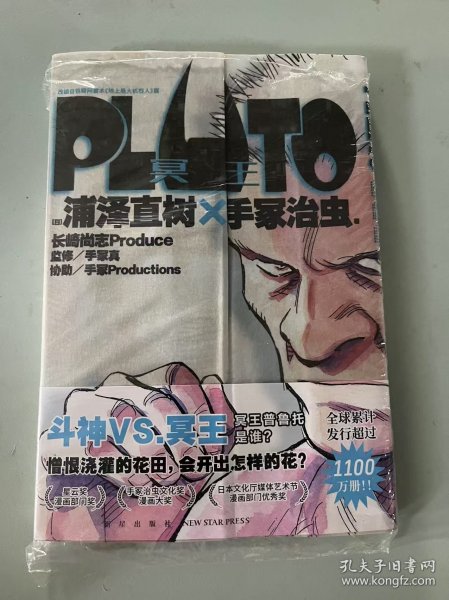 改编自铁臂阿童木《地上最大机器人》篇
PLUTO
冥王
[日]浦泽直树×手冢治虫 著
长崎尚志Produce
监修／手冢真
协助／手冢Productions
斗神VS.冥王
冥王普鲁托
是谁?
憎恨浇灌的花田，会开出怎样的花?
全球累计
发行超过
1100
万册!!
星云奖
漫画部门奖
手冢治虫文化奖
漫画大奖
日本文化厅媒体艺术节
漫画部门优秀奖
新星出版社 NEW STAR PRESS
孔夫子旧书网
www.kongfz.com